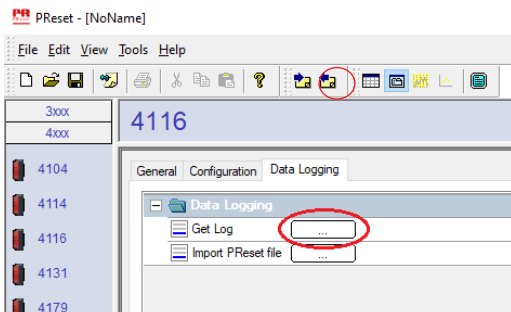 PR PReset - [NoName]
File Edit View Tools Help
3xxx
4xxx
4116
4104
4114
4116
4131
4179
General Configuration Data Logging
Data Logging
Get Log ...
Import PReset file ...